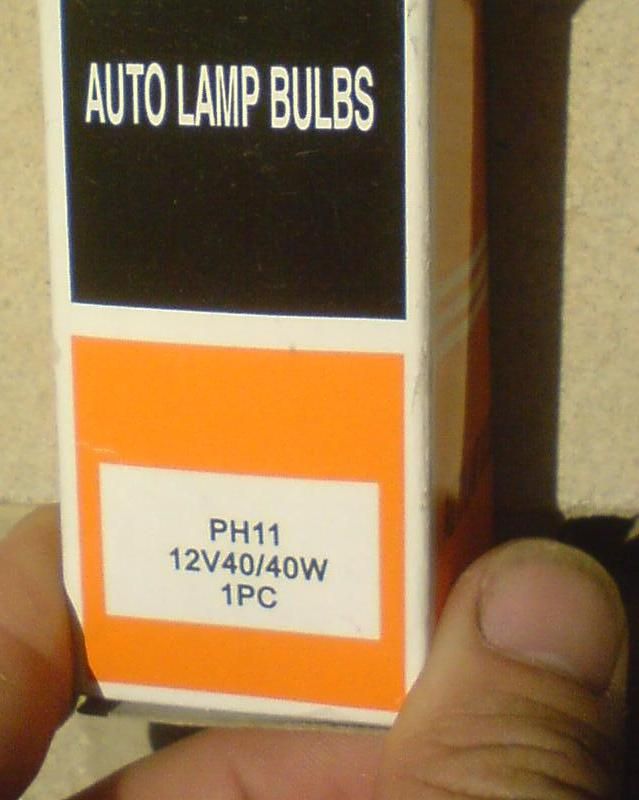 AUTO LAMP BULBS
PH11
12V40/40W
1PC